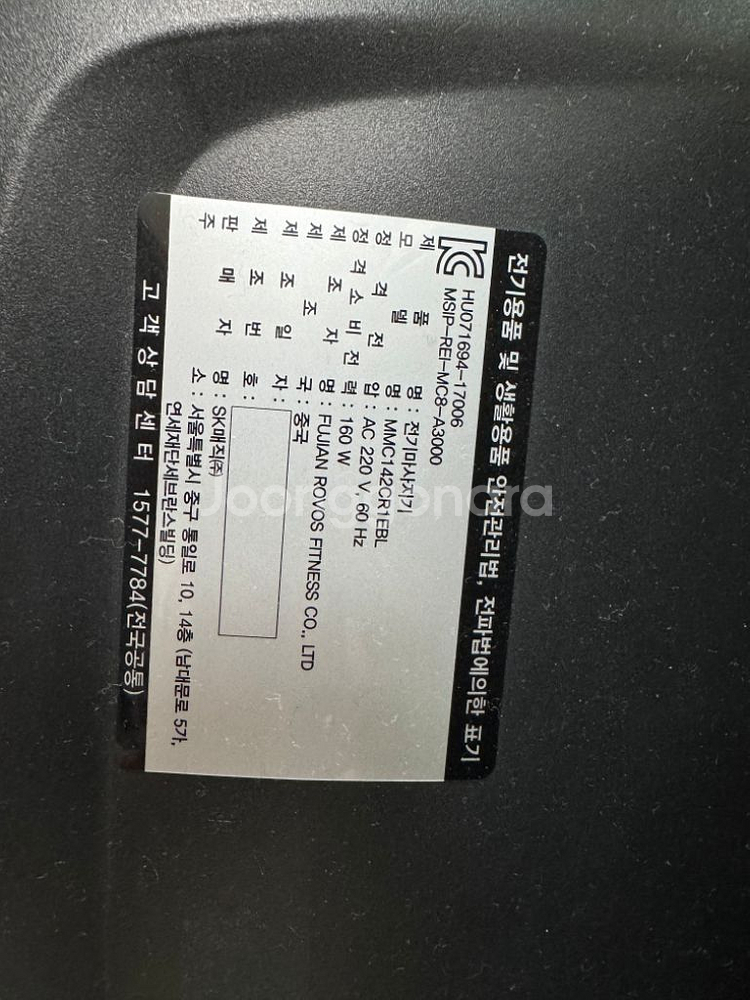 전기용품 및 생활용품 안전관리법, 전파법에의한 표기
HU071694-17006
MSIP-REI-MC8-A3000
제 품 명 : 전기마사지기
모 델 명 : MMC142CR1EBL
정 격 전 압 : AC 220 V, 60 Hz
정격소비전력 : 160 W
제 조 자 명 : FUJIAN ROVOS FITNESS CO., LTD
제 조 국 : 중국
제 조 일 자 :
제 조 번 호 :
판 매 자 명 : SK매직㈜
주 소 : 서울특별시 중구 통일로 10, 14층 (남대문로 5가,
연세재단세브란스빌딩)
고객상담센터 1577-7784(전국공통)
Joonggonara